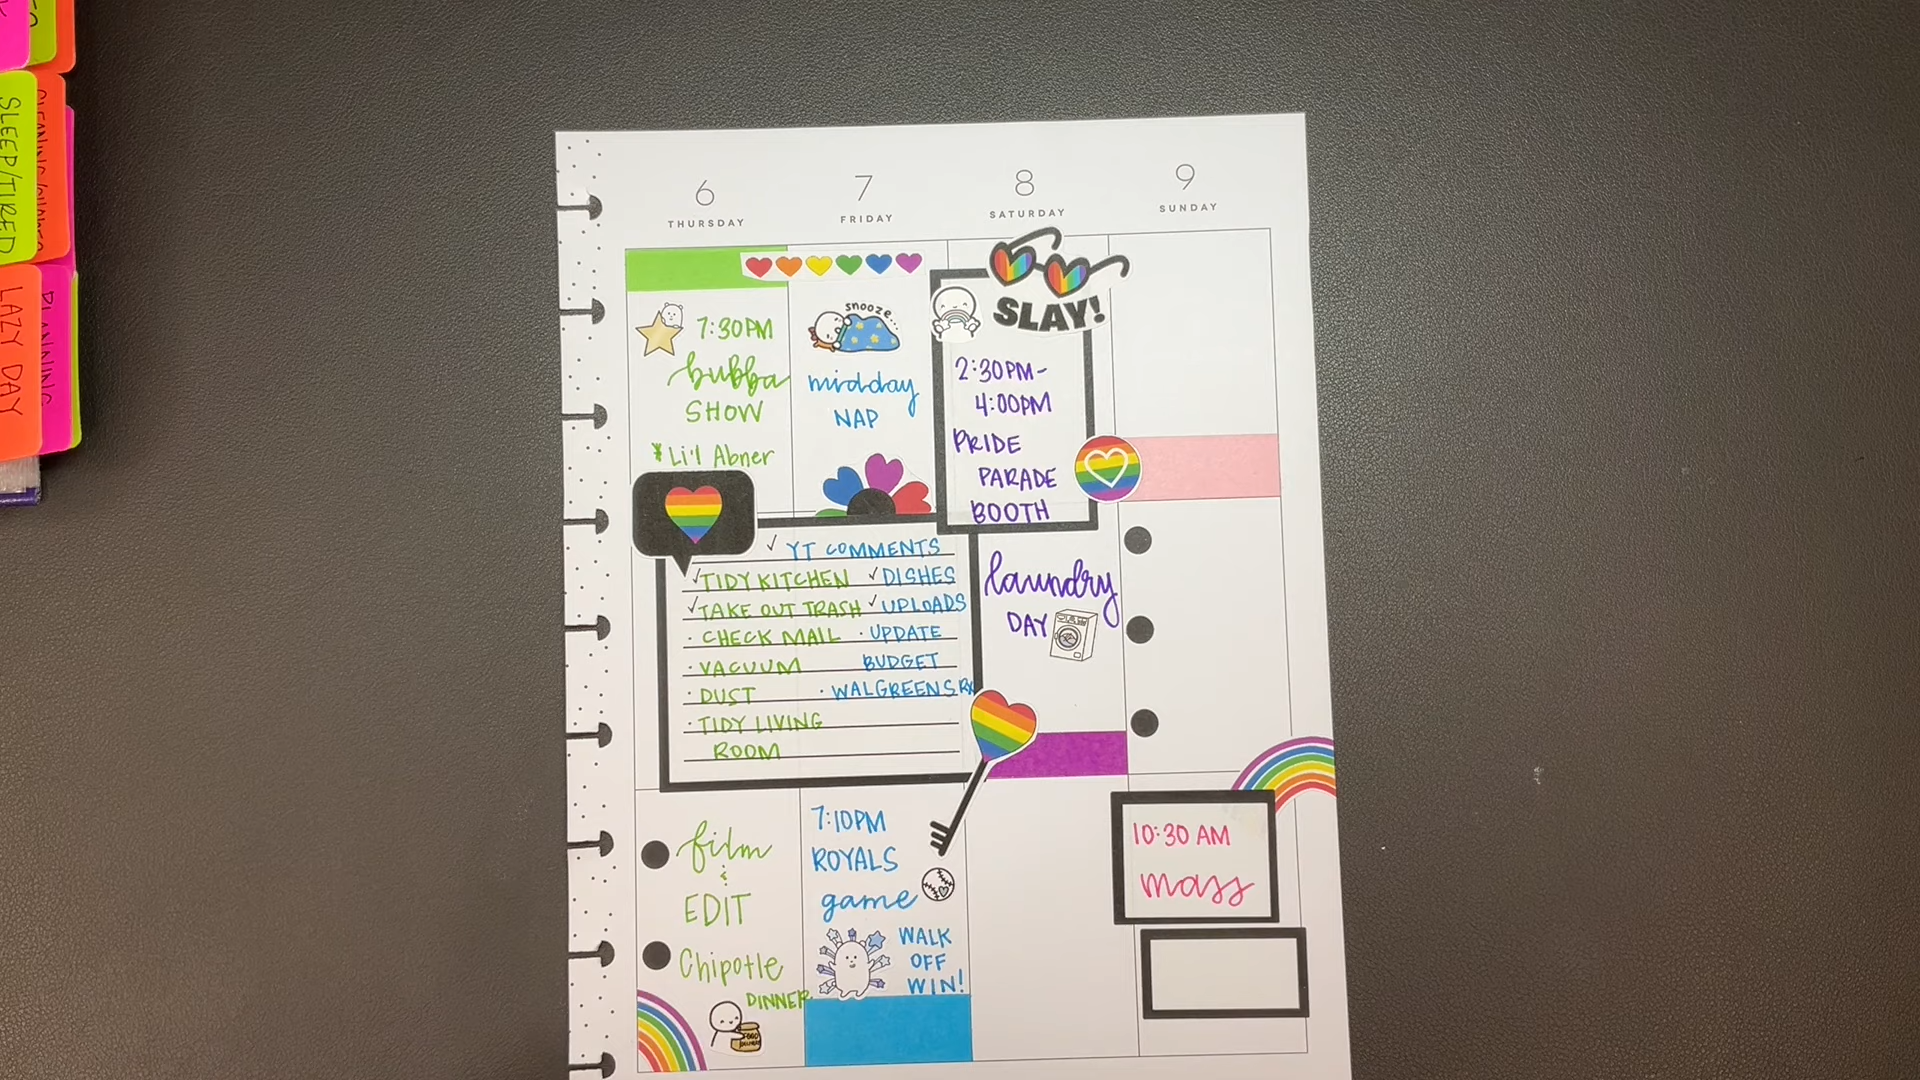 SLEEP/TIRED
LAZY DAY
PLANNING
6
THURSDAY
7
FRIDAY
8
SATURDAY
9
SUNDAY
7:30PM
bubba
SHOW
* Li'l Abner
snooze...
midday
NAP
SLAY!
2:30PM-
4:00PM
PRIDE
PARADE
BOOTH
✓ YT COMMENTS
✓ TIDY KITCHEN ✓ DISHES
✓ TAKE OUT TRASH ✓ UPLOADS
· CHECK MAIL · UPDATE
· VACUUM BUDGET
· DUST · WALGREENS RX
· TIDY LIVING
ROOM
laundry
DAY
film
&
EDIT
Chipotle
DINNER
7:10PM
ROYALS
game
WALK
OFF
WIN!
10:30 AM
mass